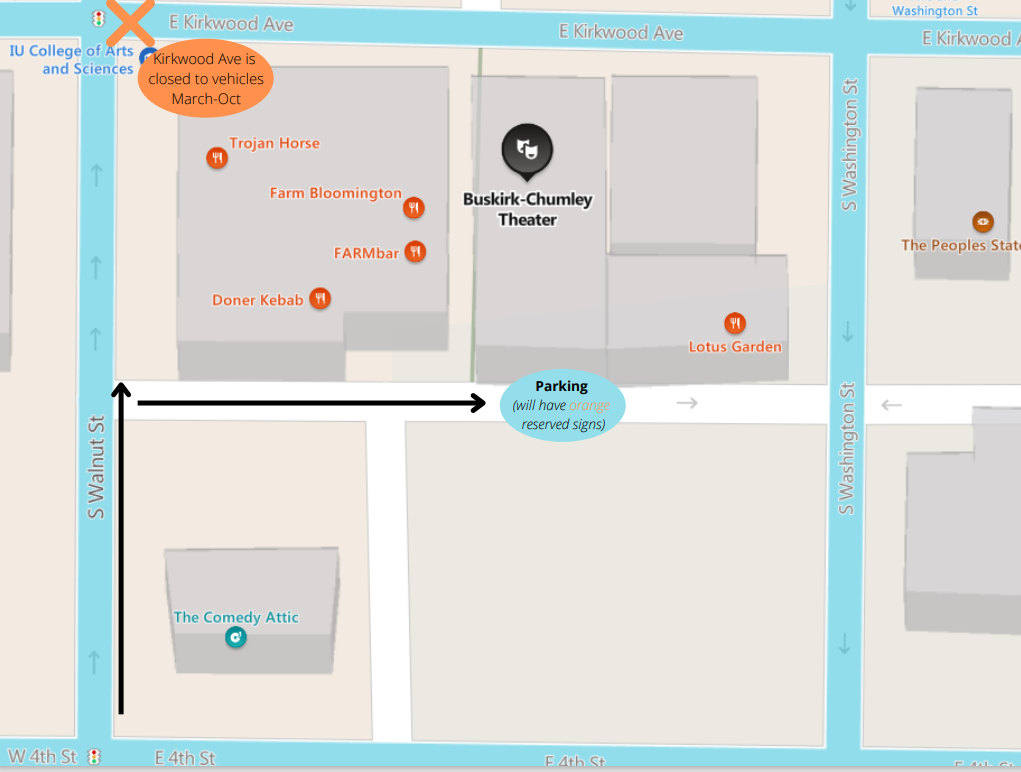 Washington St
E Kirkwood Ave
E Kirkwood Ave
E Kirkwood A
IU College of Arts
and Sciences
Kirkwood Ave is
closed to vehicles
March-Oct
Trojan Horse
Farm Bloomington
FARMbar
Doner Kebab
Buskirk-Chumley
Theater
S Washington St
The Peoples State
Lotus Garden
Parking
(will have orange
reserved signs)
S Walnut St
S Washington St
The Comedy Attic
W 4th St
E 4th St
E 4th St